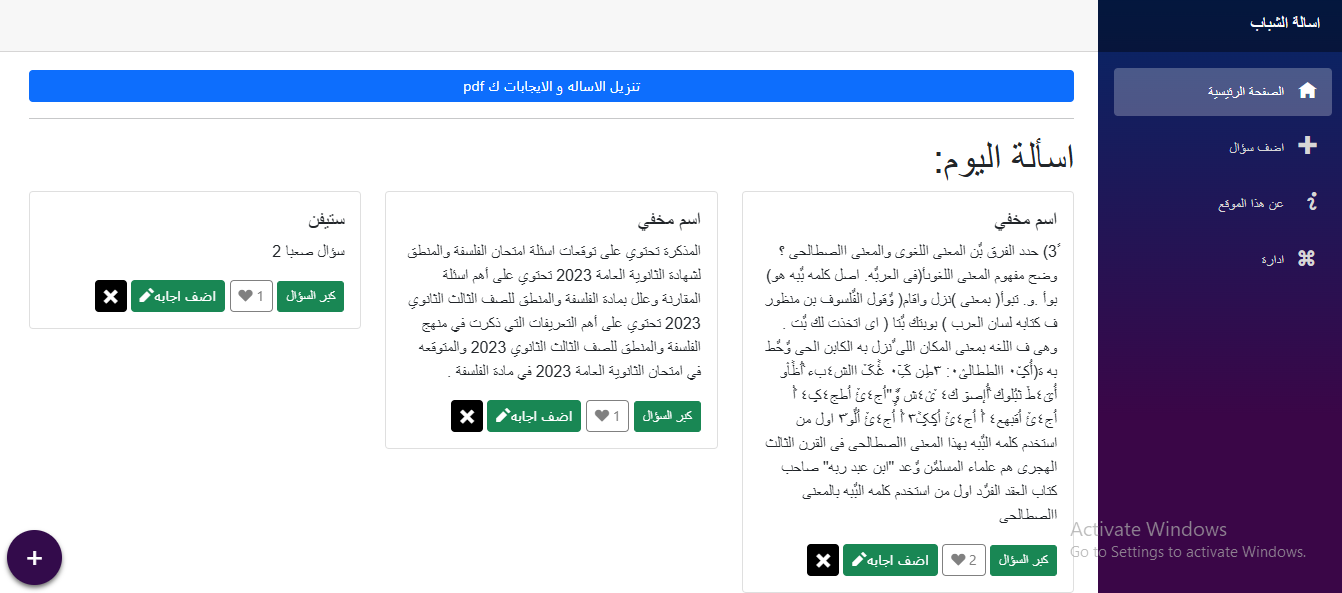 اسالة الشباب
الصفحة الرئيسية
اضف سؤال
عن هذا الموقع
ادارة
تنزيل الاساله و الايجابات ك pdf
اسألة اليوم:
اسم مخفي
3) حدد الفرق بٌن المعنى اللغوى والمعنى االصطالحى ؟
وضح مفهوم المعنى اللغوىأ(فى العربٌه. اصل كلمه بٌبه هو)
بوأ .و. تبوأ( بمعنى )نزل واقام( وٌقول الفٌلسوف بن منظور
ف كتابه لسان العرب ) بوبتك بٌتا ( اى اتخذت لك بٌت .
وهى ف اللغه بمعنى المكان اللى ٌنزل به الكابن الحى وٌحٌط
اول من
استخدم كلمه البٌبه بهذا المعنى االصطالحى فى القرن الثالث
الهجرى هم علماء المسلمٌن وٌعد "ابن عبد ربه" صاحب
كتاب العقد الفرٌد اول من استخدم كلمه البٌبه بالمعنى
االصطالحى
كبر السؤال
2
اضف اجابه
اسم مخفي
المذكرة تحتوي على توقعات اسئلة امتحان الفلسفة والمنطق
لشهادة الثانوية العامة 2023 تحتوي على أهم اسئلة
المقارنة وعلل بمادة الفلسفة والمنطق للصف الثالث الثانوي
2023 تحتوي على أهم التعريفات التي ذكرت في منهج
الفلسفة والمنطق للصف الثالث الثانوي 2023 والمتوقعه
في امتحان الثانوية العامة 2023 في مادة الفلسفة .
كبر السؤال
1
اضف اجابه
ستيفن
سؤال صعبا 2
كبر السؤال
1
اضف اجابه
Activate Windows
Go to Settings to activate Windows.